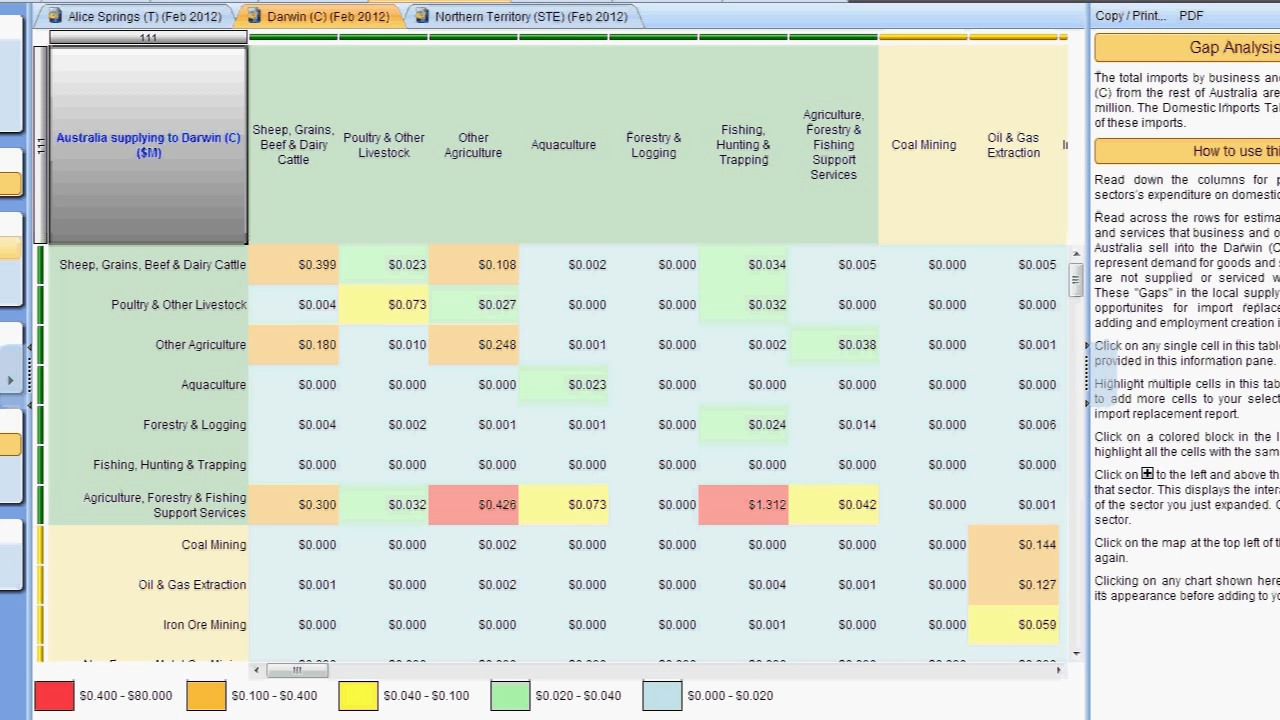 Alice Springs (T) (Feb 2012) Darwin (C) (Feb 2012) Northern Territory (STE) (Feb 2012)
Copy / Print... PDF
111
111
Australia supplying to Darwin (C)
($M)
Sheep, Grains,
Beef & Dairy
Cattle
Poultry & Other
Livestock
Other
Agriculture
Aquaculture
Forestry &
Logging
Fishing,
Hunting &
Trapping
Agriculture,
Forestry &
Fishing
Support
Services
Coal Mining
Oil & Gas
Extraction
Sheep, Grains, Beef & Dairy Cattle $0.399 $0.023 $0.108 $0.002 $0.000 $0.034 $0.005 $0.000 $0.005
Poultry & Other Livestock $0.004 $0.073 $0.027 $0.000 $0.000 $0.032 $0.000 $0.000 $0.000
Other Agriculture $0.180 $0.010 $0.248 $0.001 $0.000 $0.002 $0.038 $0.000 $0.001
Aquaculture $0.000 $0.000 $0.000 $0.023 $0.000 $0.000 $0.000 $0.000 $0.000
Forestry & Logging $0.004 $0.002 $0.001 $0.001 $0.000 $0.024 $0.014 $0.000 $0.006
Fishing, Hunting & Trapping $0.000 $0.000 $0.000 $0.000 $0.000 $0.000 $0.000 $0.000 $0.000
Agriculture, Forestry & Fishing
Support Services $0.300 $0.032 $0.426 $0.073 $0.000 $1.312 $0.042 $0.000 $0.001
Coal Mining $0.000 $0.000 $0.002 $0.000 $0.000 $0.000 $0.000 $0.000 $0.144
Oil & Gas Extraction $0.001 $0.000 $0.002 $0.000 $0.000 $0.004 $0.001 $0.000 $0.127
Iron Ore Mining $0.000 $0.000 $0.000 $0.000 $0.000 $0.001 $0.000 $0.000 $0.059
$0.400 - $80.000 $0.100 - $0.400 $0.040 - $0.100 $0.020 - $0.040 $0.000 - $0.020
Gap Analysis
The total imports by business and
(C) from the rest of Australia are
million. The Domestic Imports Ta
of these imports.
How to use thi
Read down the columns for p
sectors's expenditure on domestic
Read across the rows for estima
and services that business and o
Australia sell into the Darwin (C
represent demand for goods and s
are not supplied or serviced w
These "Gaps" in the local supply
opportunites for import replace
adding and employment creation i
Click on any single cell in this table
provided in this information pane.
Highlight multiple cells in this tab
to add more cells to your select
import replacement report.
Click on a colored block in the l
highlight all the cells with the sam
Click on to the left and above th
that sector. This displays the intera
of the sector you just expanded. C
sector.
Click on the map at the top left of th
again.
Clicking on any chart shown here
its appearance before adding to yo